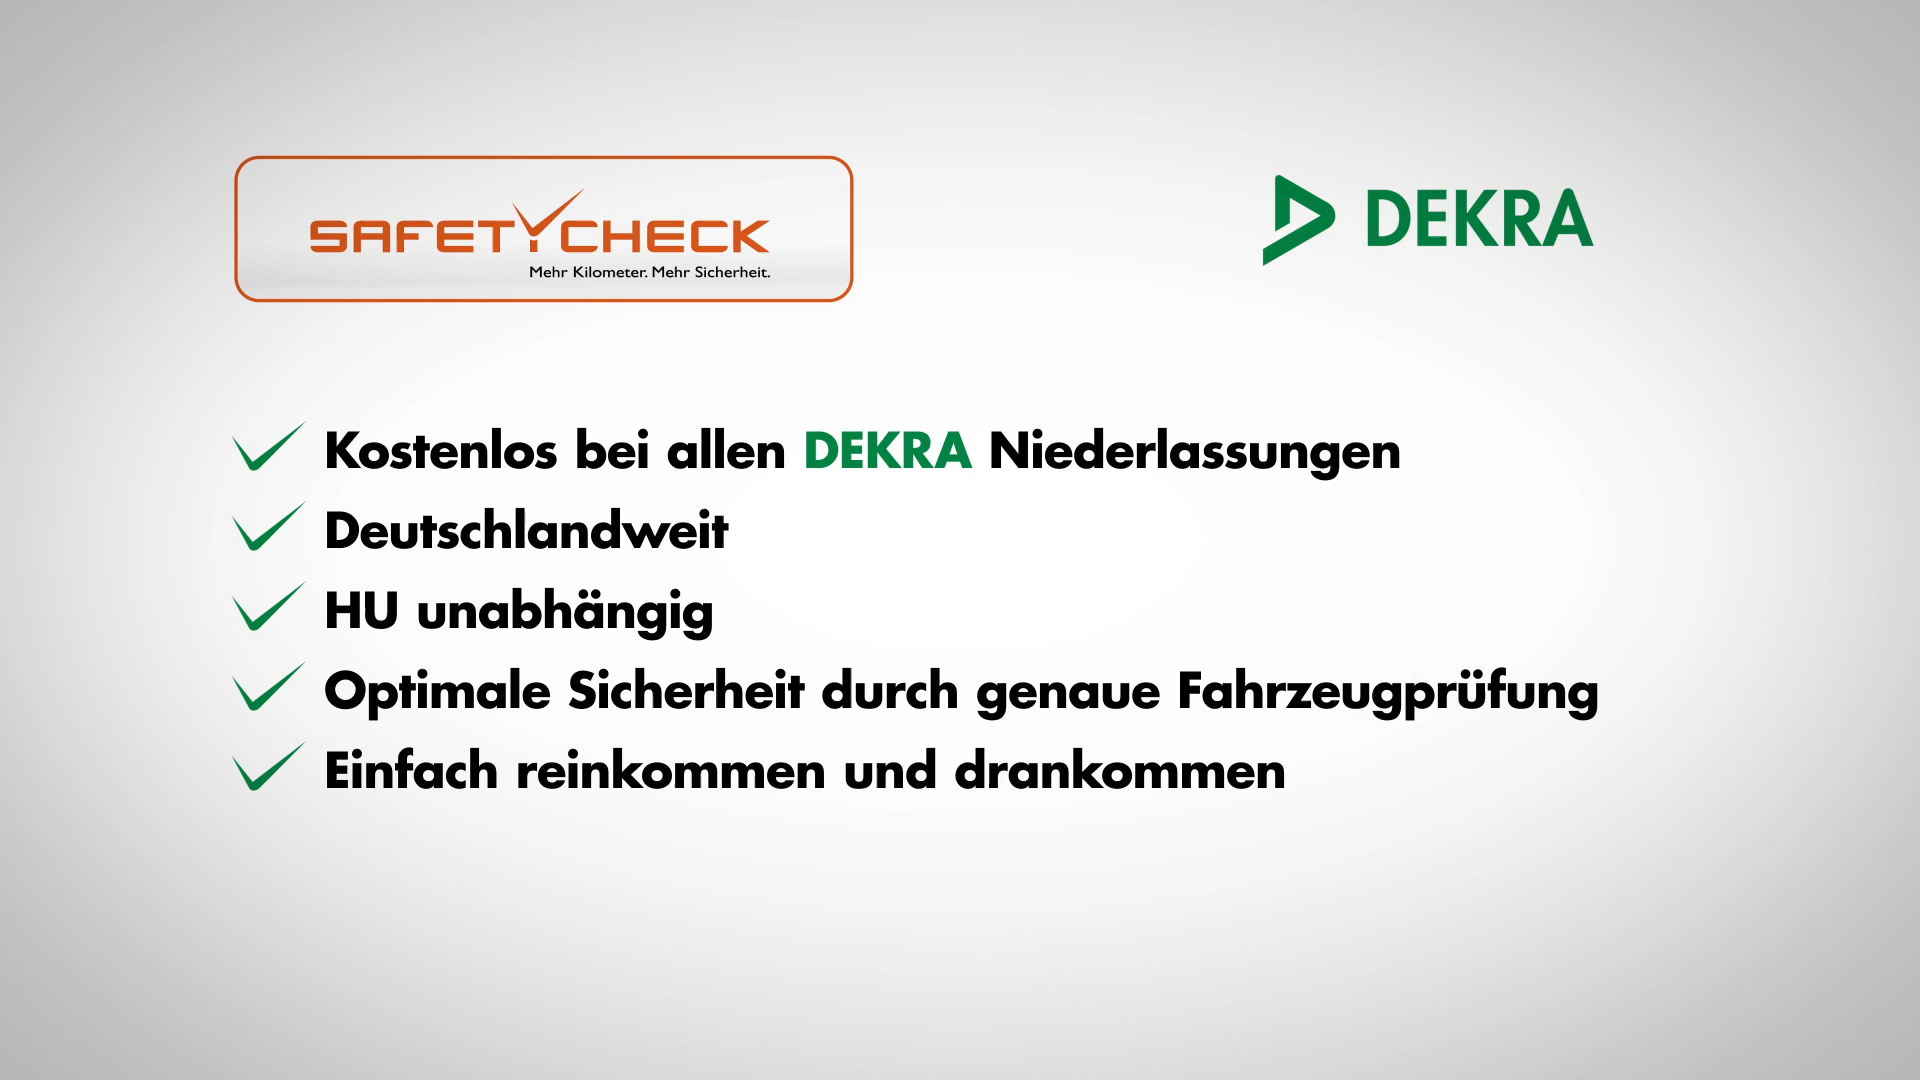 SAFETYCHECK
Mehr Kilometer. Mehr Sicherheit.
DEKRA
Kostenlos bei allen DEKRA Niederlassungen
Deutschlandweit
HU unabhängig
Optimale Sicherheit durch genaue Fahrzeugprüfung
Einfach reinkommen und drankommen